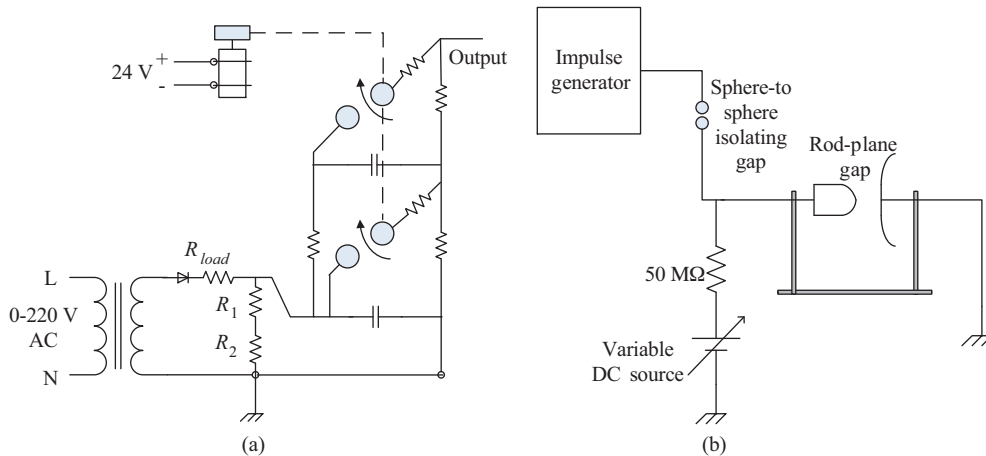 24 V
+
-
Output
R_load
L
0-220 V
AC
N
R_1
R_2
(a)
Impulse
generator
Sphere-to
sphere
isolating
gap
Rod-plane
gap
50 MΩ
Variable
DC source
(b)